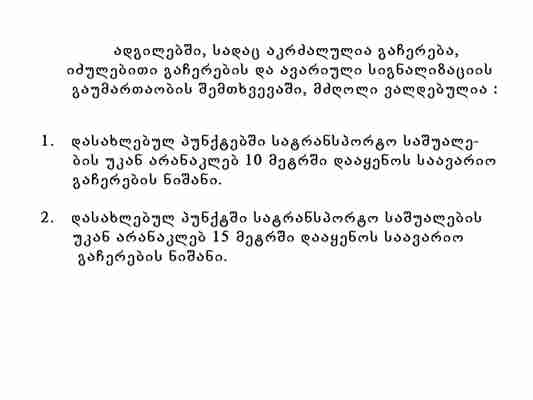 ადგილებში, სადაც აკრძალულია გაჩერება,
იძულებითი გაჩერების და ავარიული სიგნალიზაციის
გაუმართაობის შემთხვევაში, მძღოლი ვალდებულია :
1. დასახლებულ პუნქტებში სატრანსპორტო საშუალე-
ბის უკან არანაკლებ 10 მეტრში დააყენოს საავარიო
გაჩერების ნიშანი.
2. დასახლებულ პუნქტში სატრანსპორტო საშუალების
უკან არანაკლებ 15 მეტრში დააყენოს საავარიო
გაჩერების ნიშანი.